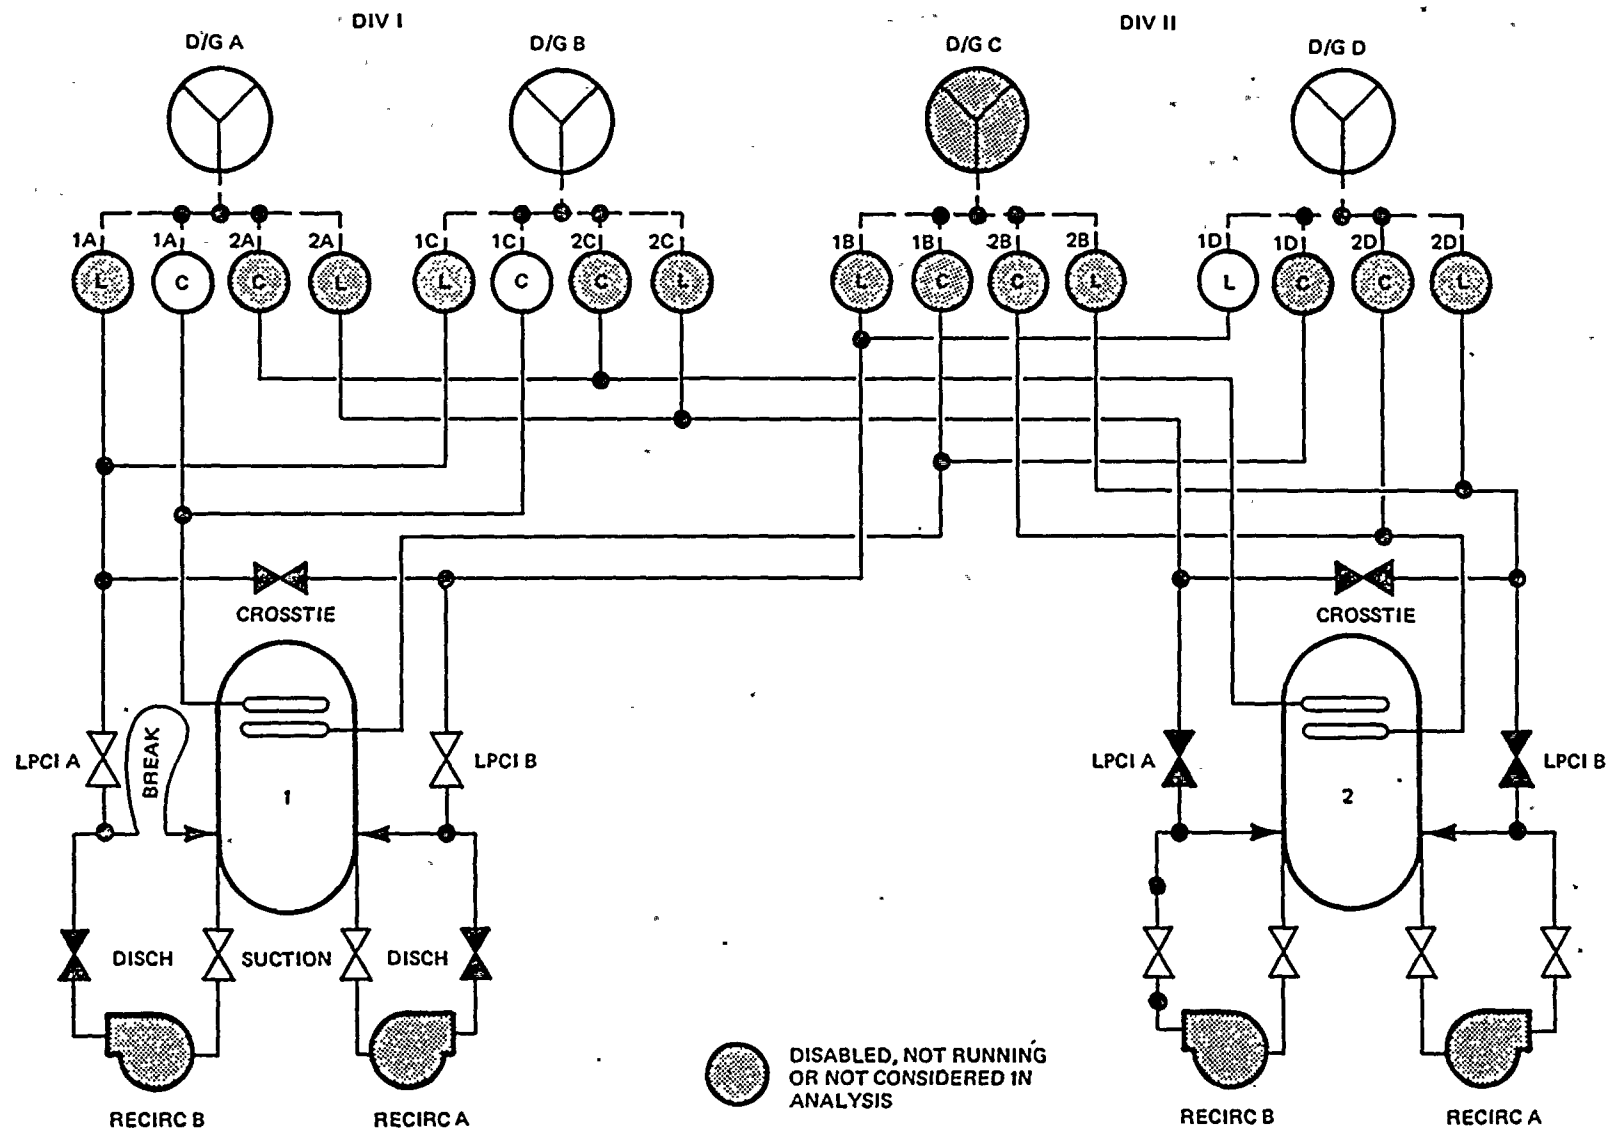 DIV I
DIV II
D/G A
D/G B
D/G C
D/G D
1A 1A 2A 2A
1C 1C 2C 2C
1B 1B 2B 2B
1D 1D 2D 2D
L C C L
L C C L
L C C L
L C C L
CROSSTIE
CROSSTIE
LPCI A
BREAK
LPCI B
LPCI A
LPCI B
1
2
DISCH
SUCTION
DISCH
DISABLED, NOT RUNNING
OR NOT CONSIDERED IN
ANALYSIS
RECIRC B
RECIRC A
RECIRC B
RECIRC A